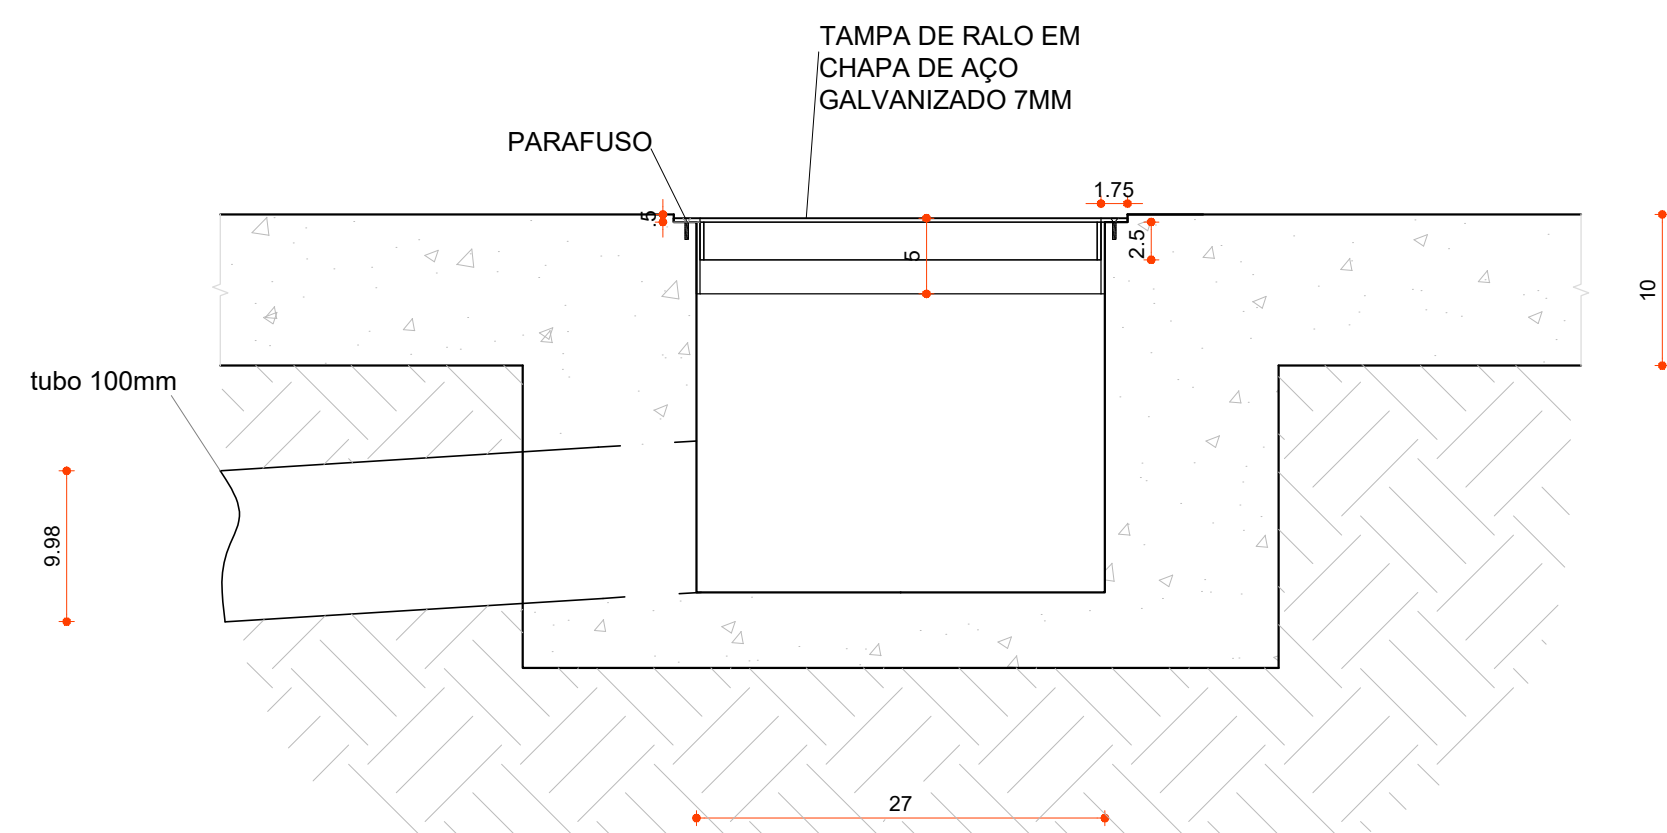 TAMPA DE RALO EM
CHAPA DE AÇO
GALVANIZADO 7MM
PARAFUSO
1.75
.5
5
2.5
10
tubo 100mm
9.98
27